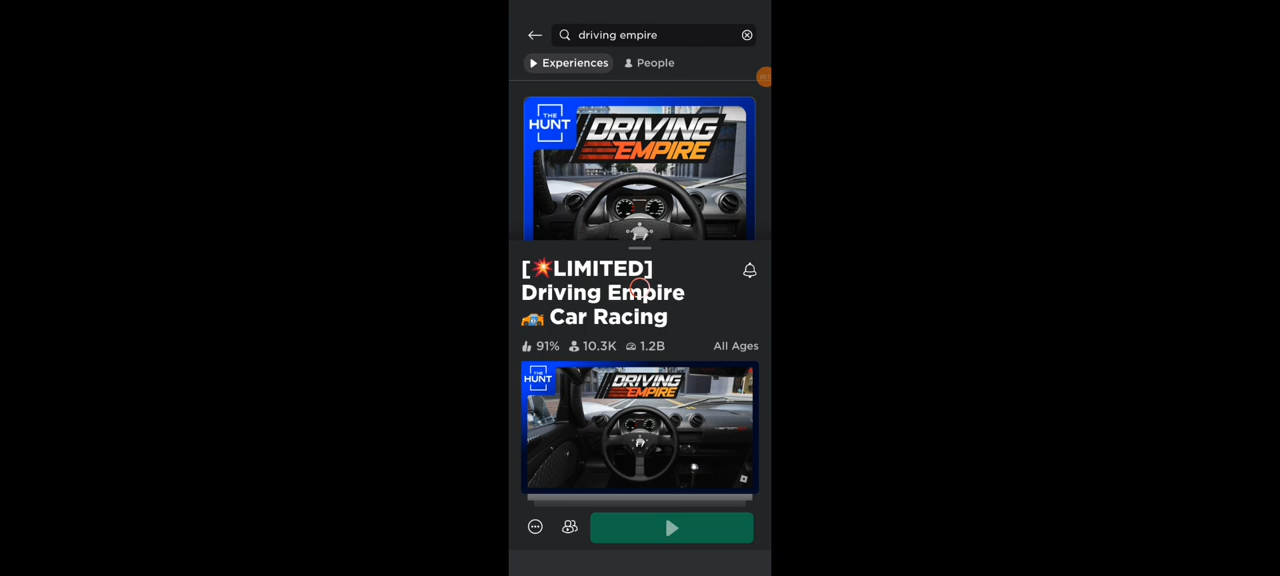 driving empire
Experiences
People
THE
HUNT
DRIVING
EMPIRE
[💥LIMITED]
Driving Empire
🏎️ Car Racing
91%
10.3K
1.2B
All Ages
THE
HUNT
DRIVING
EMPIRE